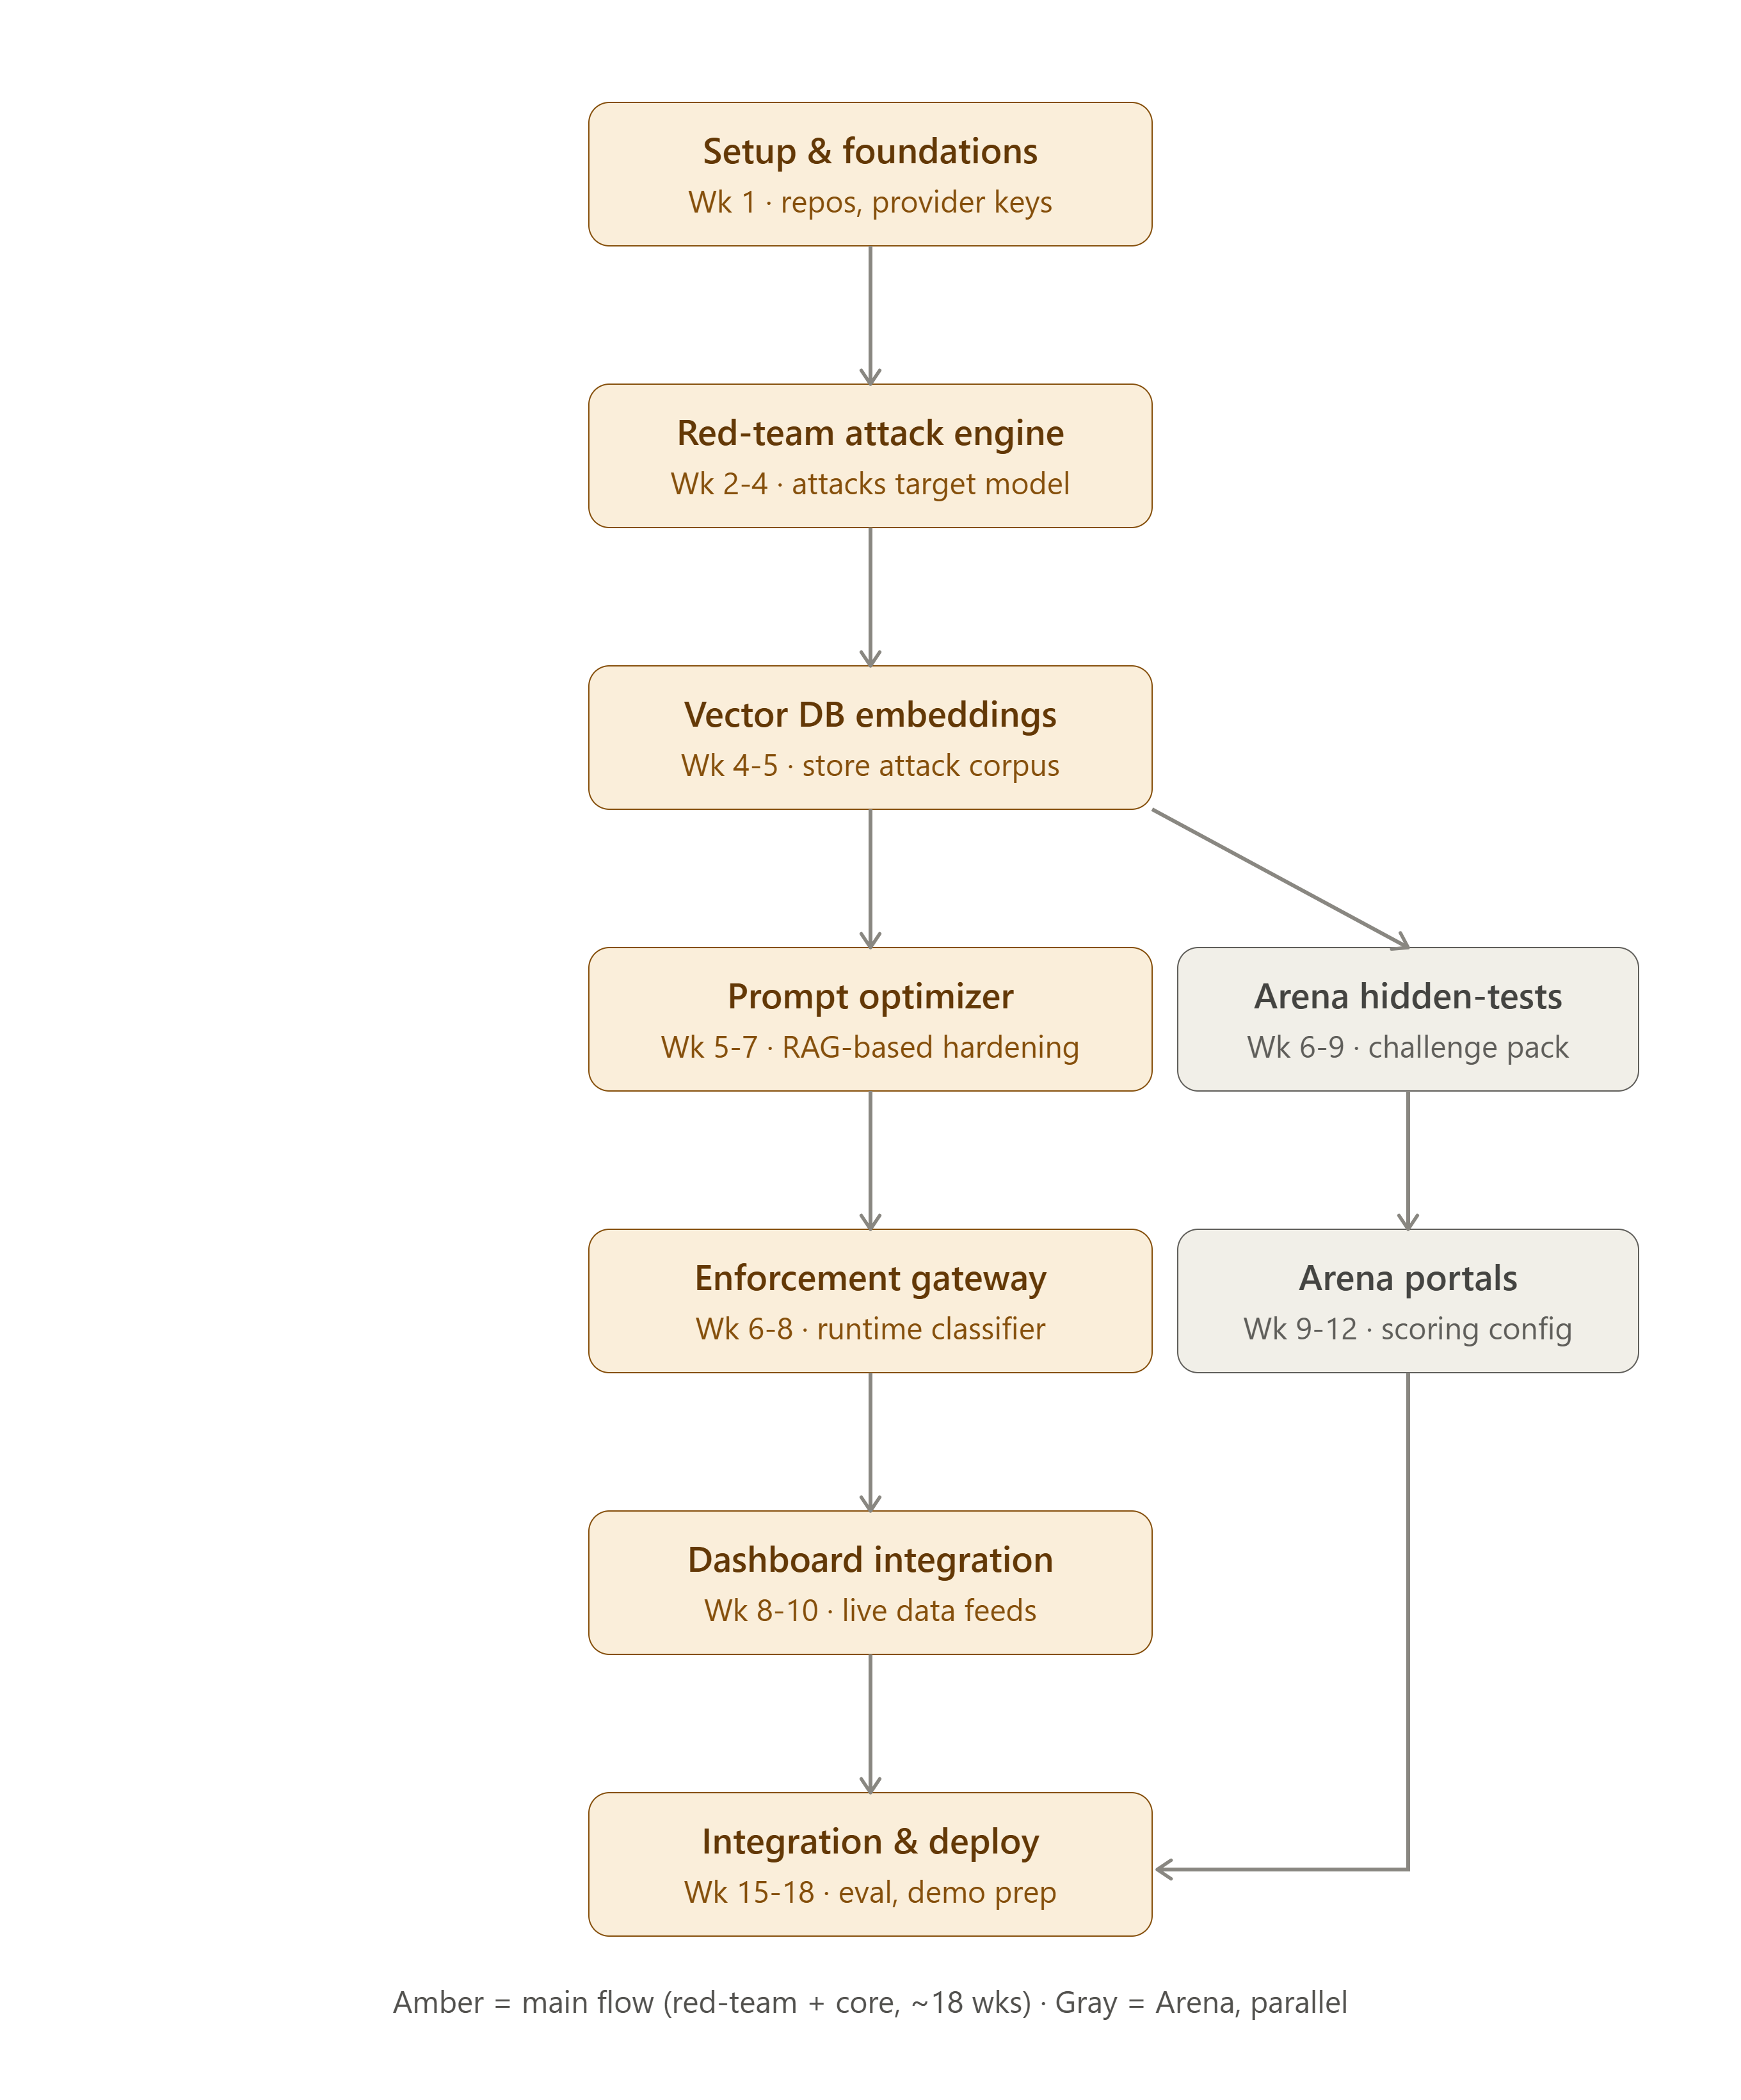 Setup & foundations
Wk 1 · repos, provider keys
Red-team attack engine
Wk 2-4 · attacks target model
Vector DB embeddings
Wk 4-5 · store attack corpus
Prompt optimizer
Wk 5-7 · RAG-based hardening
Arena hidden-tests
Wk 6-9 · challenge pack
Enforcement gateway
Wk 6-8 · runtime classifier
Arena portals
Wk 9-12 · scoring config
Dashboard integration
Wk 8-10 · live data feeds
Integration & deploy
Wk 15-18 · eval, demo prep
Amber = main flow (red-team + core, ~18 wks) · Gray = Arena, parallel